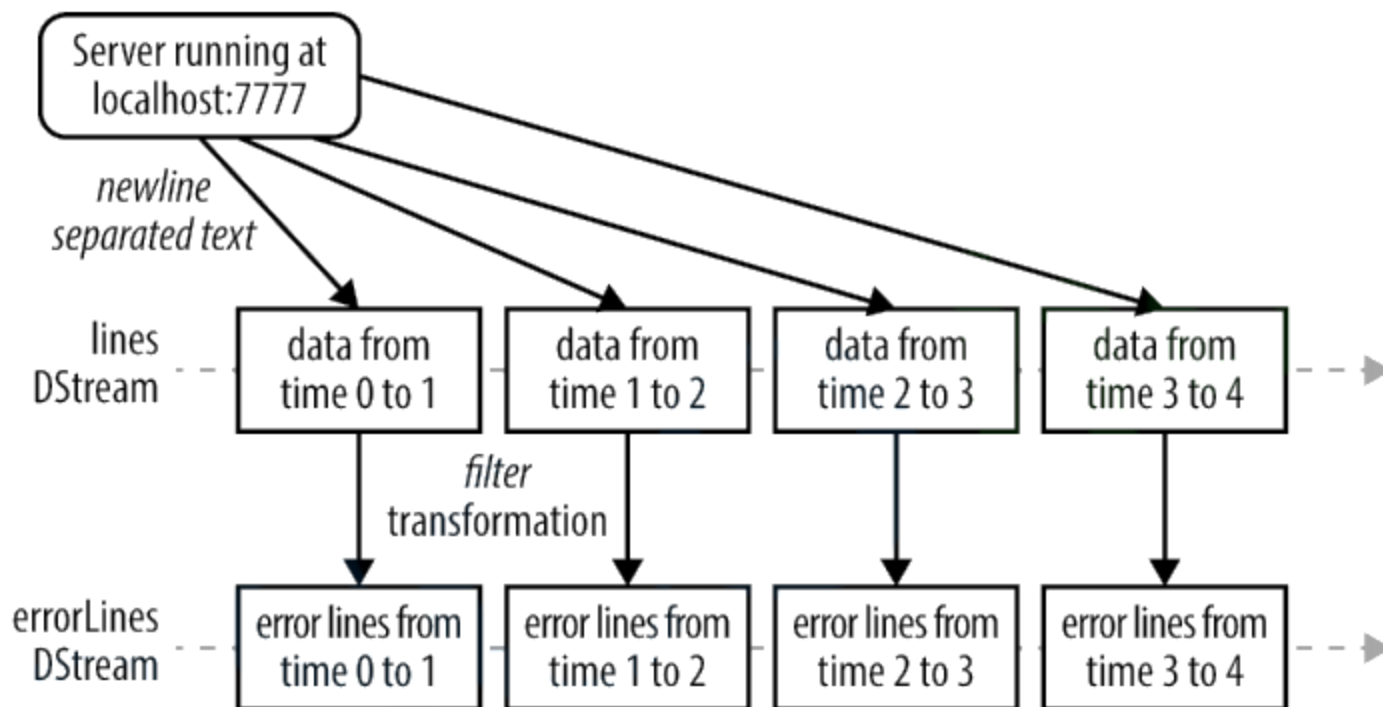 Server running at
localhost:7777
newline
separated text
lines
DStream
data from
time 0 to 1
data from
time 1 to 2
data from
time 2 to 3
data from
time 3 to 4
filter
transformation
errorLines
DStream
error lines from
time 0 to 1
error lines from
time 1 to 2
error lines from
time 2 to 3
error lines from
time 3 to 4